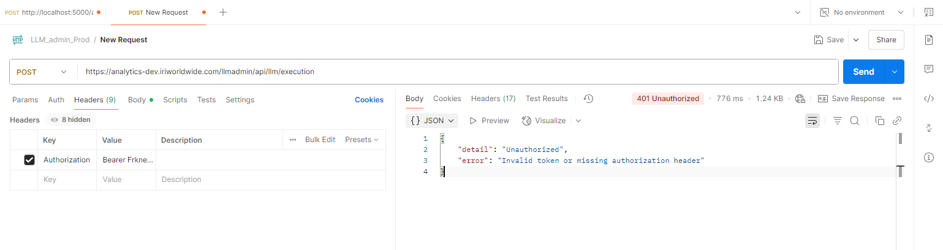 POST http://localhost:5000/a
POST New Request
No environment
LLM_admin_Prod / New Request
Save
Share
POST
https://analytics-dev.iriworldwide.com/llmadmin/api/llm/execution
Send
Params Auth Headers (9) Body Scripts Tests Settings Cookies
Headers 8 hidden
Key Value Description Bulk Edit Presets
Authorization Bearer Frkne...
Key Value Description
Body Cookies Headers (17) Test Results 401 Unauthorized 776 ms 1.24 KB Save Response
{} JSON Preview Visualize
1 {
2 "detail": "Unauthorized",
3 "error": "Invalid token or missing authorization header"
4 }